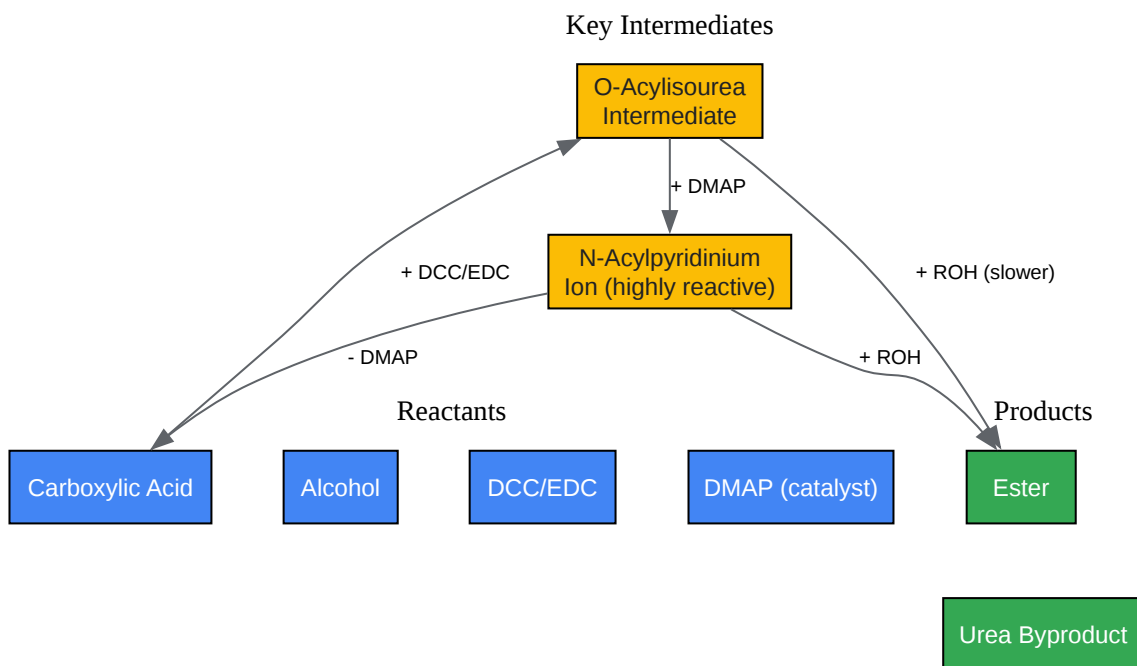 Key Intermediates
O-Acylisourea
Intermediate
+ DMAP
N-Acylpyridinium
Ion (highly reactive)
+ DCC/EDC
+ ROH (slower)
- DMAP
+ ROH
Reactants
Products
Carboxylic Acid
Alcohol
DCC/EDC
DMAP (catalyst)
Ester
Urea Byproduct